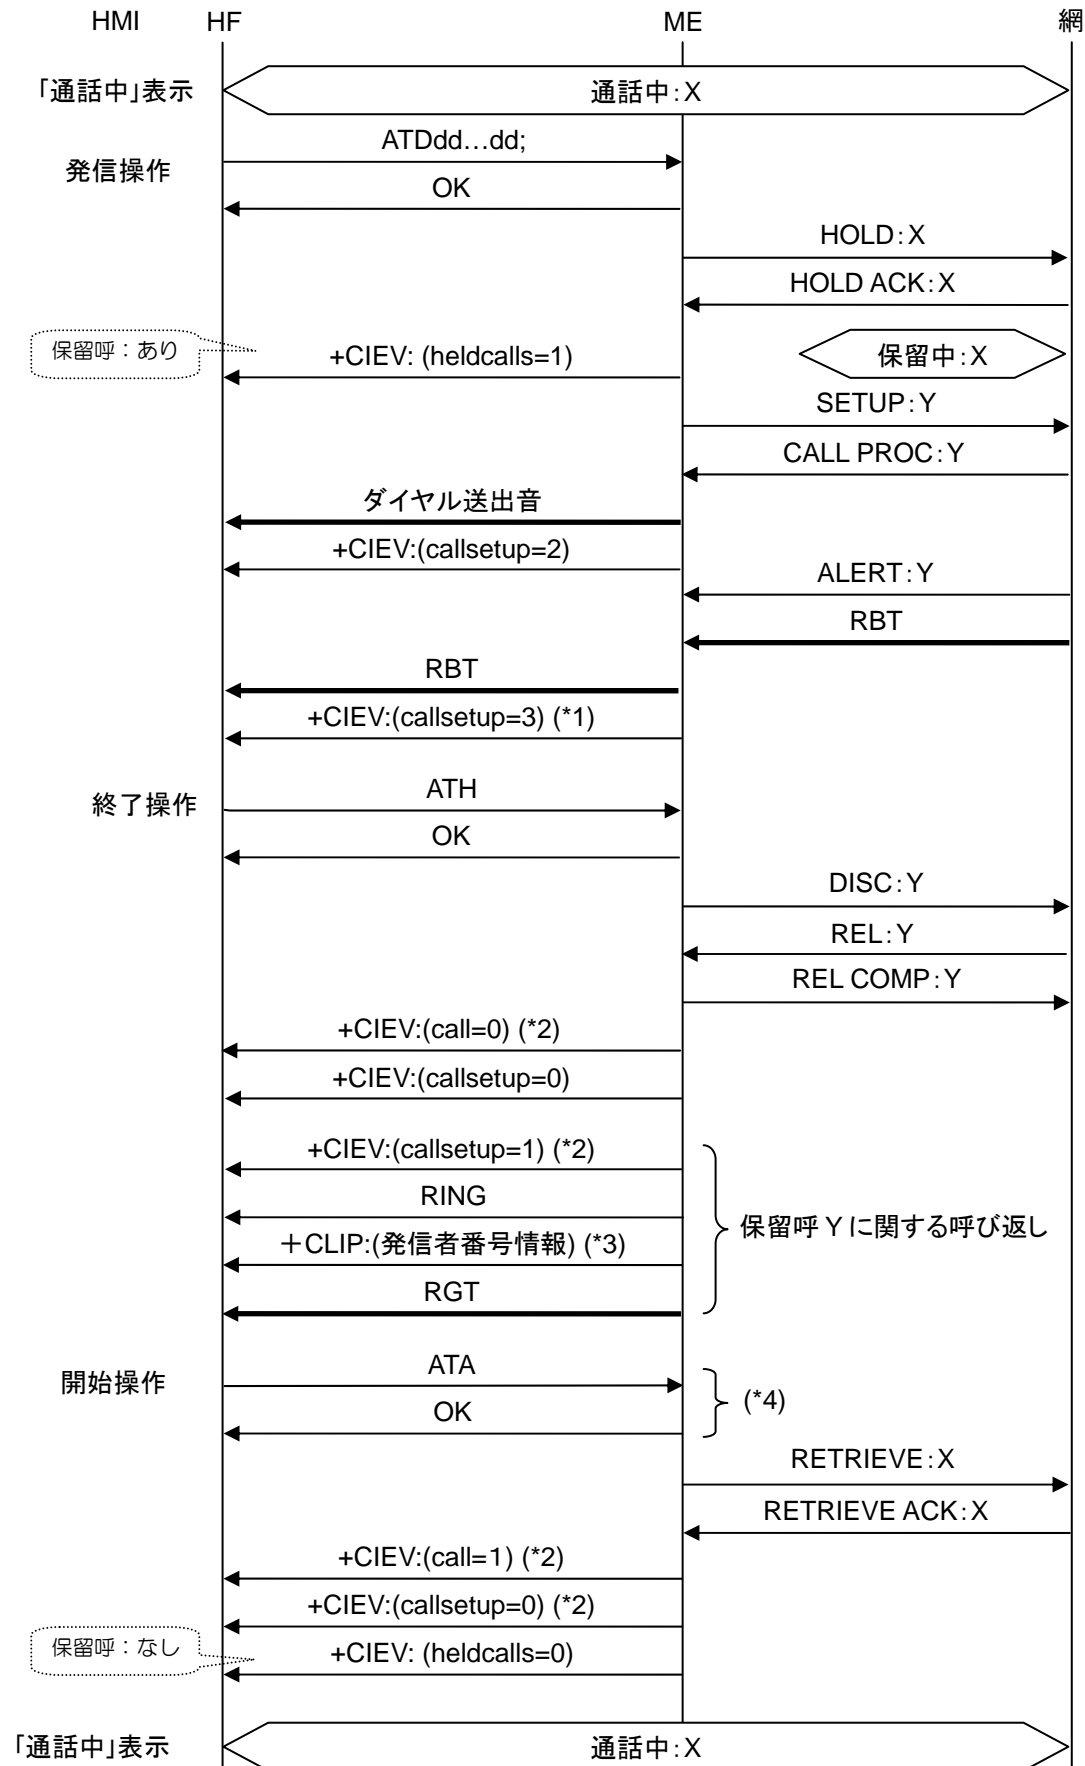 HMI HF ME 網
「通話中」表示 通話中：X
ATDdd…dd;
発信操作
OK
HOLD：X
HOLD ACK：X
保留呼：あり +CIEV: (heldcalls=1) 保留中：X
SETUP：Y
CALL PROC：Y
ダイヤル送出音
+CIEV:(callsetup=2)
ALERT：Y
RBT
RBT
+CIEV:(callsetup=3) (*1)
ATH
終了操作
OK
DISC：Y
REL：Y
REL COMP：Y
+CIEV:(call=0) (*2)
+CIEV:(callsetup=0)
+CIEV:(callsetup=1) (*2)
RING
保留呼 Y に関する呼び返し
＋CLIP:(発信者番号情報) (*3)
RGT
ATA
開始操作
(*4)
OK
RETRIEVE：X
RETRIEVE ACK：X
+CIEV:(call=１) (*2)
+CIEV:(callsetup=0) (*2)
保留呼：なし +CIEV: (heldcalls=0)
「通話中」表示 通話中：X